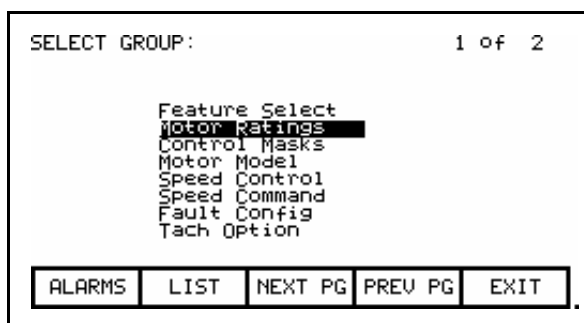 SELECT GROUP: 1 of 2
Feature Select
Motor Ratings
Control Masks
Motor Model
Speed Control
Speed Command
Fault Config
Tach Option
ALARMS LIST NEXT PG PREV PG EXIT